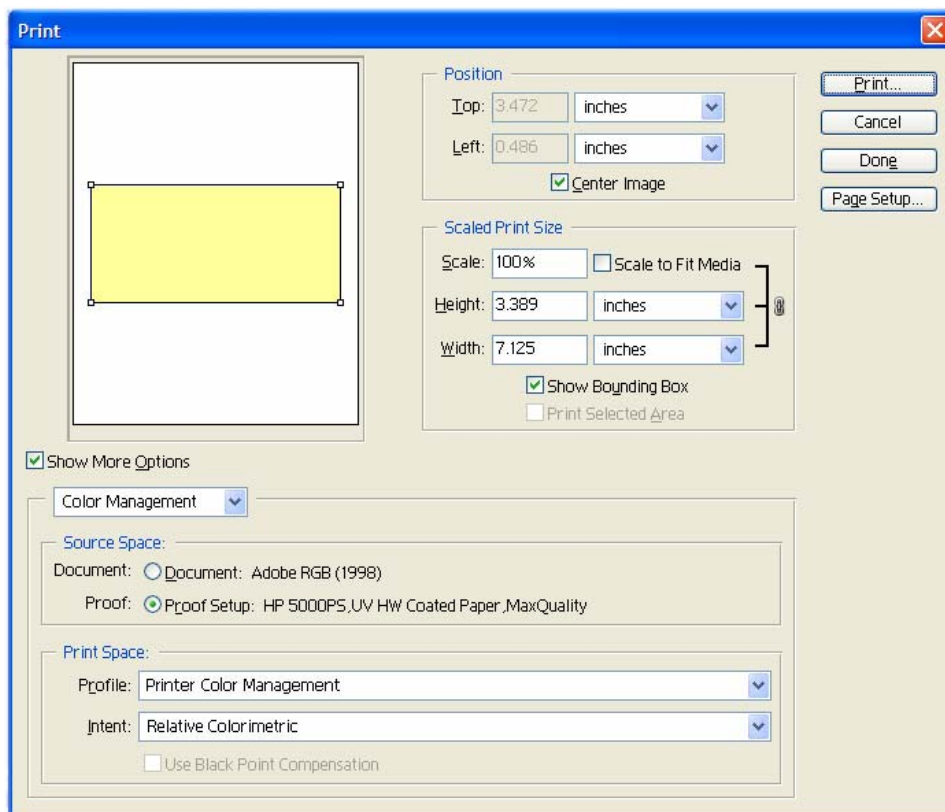 Print
Position
Top: 3.472 inches
Left: 0.486 inches
Center Image
Print...
Cancel
Done
Page Setup...
Scaled Print Size
Scale: 100% Scale to Fit Media
Height: 3.389 inches
Width: 7.125 inches
Show Bounding Box
Print Selected Area
Show More Options
Color Management
Source Space:
Document: Document: Adobe RGB (1998)
Proof: Proof Setup: HP 5000PS,UV HW Coated Paper,MaxQuality
Print Space:
Profile: Printer Color Management
Intent: Relative Colorimetric
Use Black Point Compensation